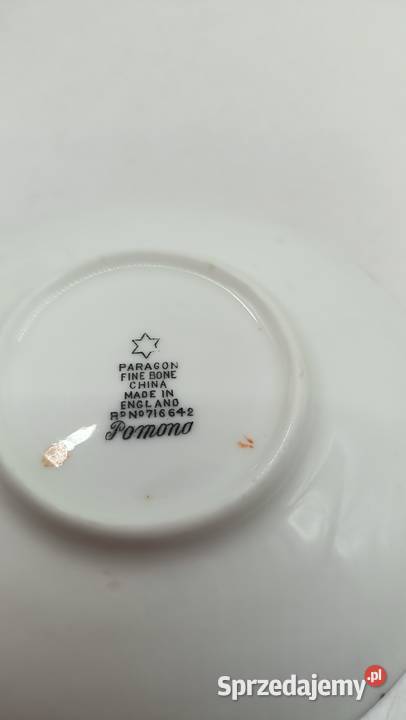 PARAGON
FINE BONE
CHINA
MADE IN
ENGLAND
RD NO 716642
Pomona
Sprzedajemy.pl